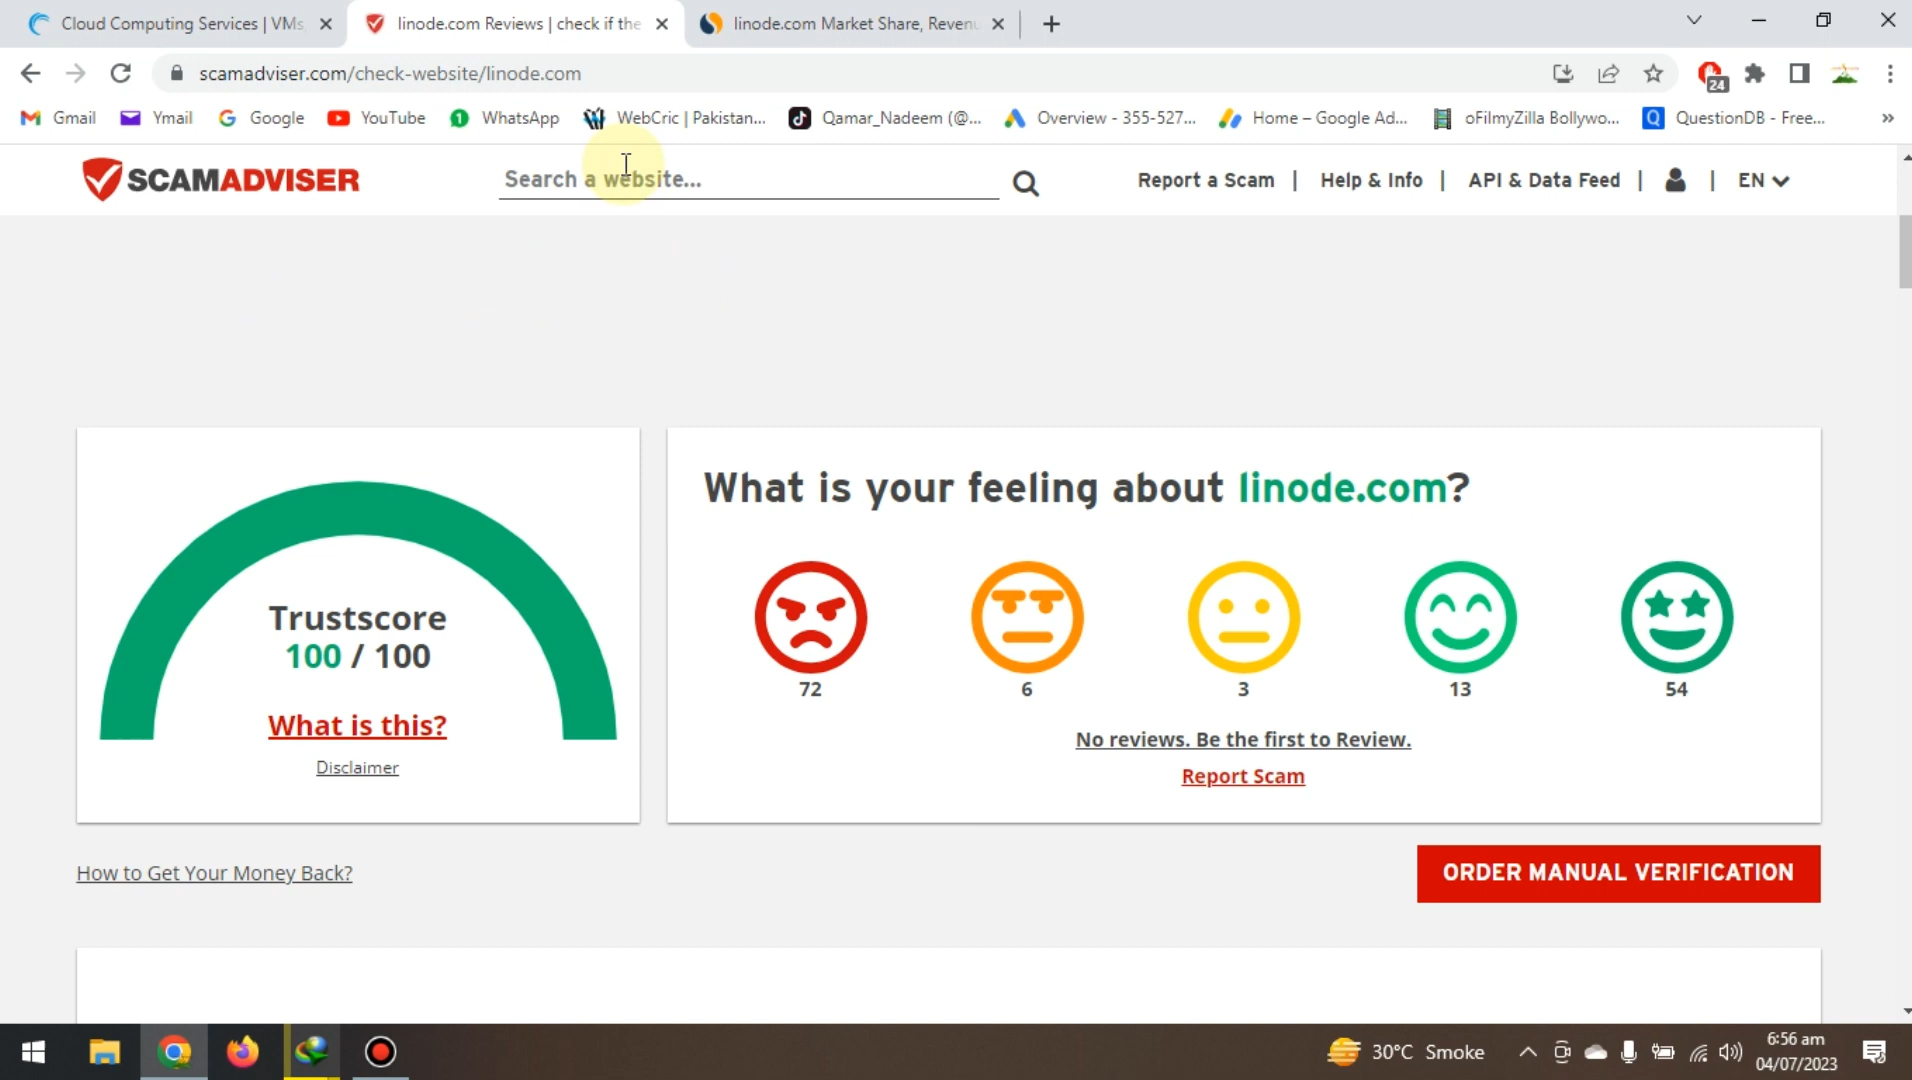 Cloud Computing Services | VMs
linode.com Reviews | check if the
linode.com Market Share, Revenu
scamadviser.com/check-website/linode.com
24
Gmail
Ymail
Google
YouTube
WhatsApp
WebCric | Pakistan...
Qamar_Nadeem (@...
Overview - 355-527...
Home – Google Ad...
oFilmyZilla Bollywo...
QuestionDB - Free...
»
SCAMADVISER
Search a website...
Report a Scam |
Help & Info |
API & Data Feed |
|
EN
Trustscore
100 / 100
What is this?
Disclaimer
What is your feeling about linode.com?
72
6
3
13
54
No reviews. Be the first to Review.
Report Scam
How to Get Your Money Back?
ORDER MANUAL VERIFICATION
30°C Smoke
6:56 am
04/07/2023